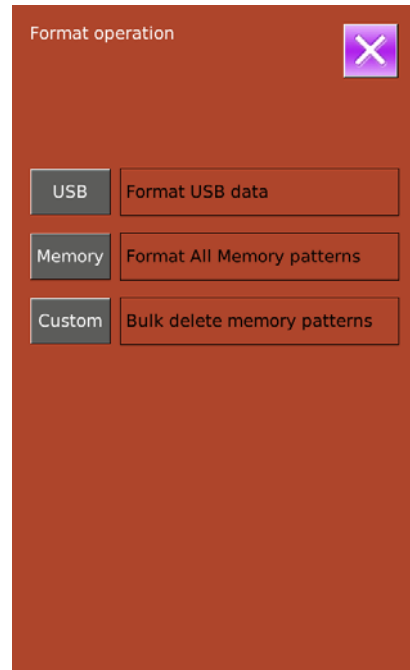 Format operation
USB
Format USB data
Memory
Format All Memory patterns
Custom
Bulk delete memory patterns